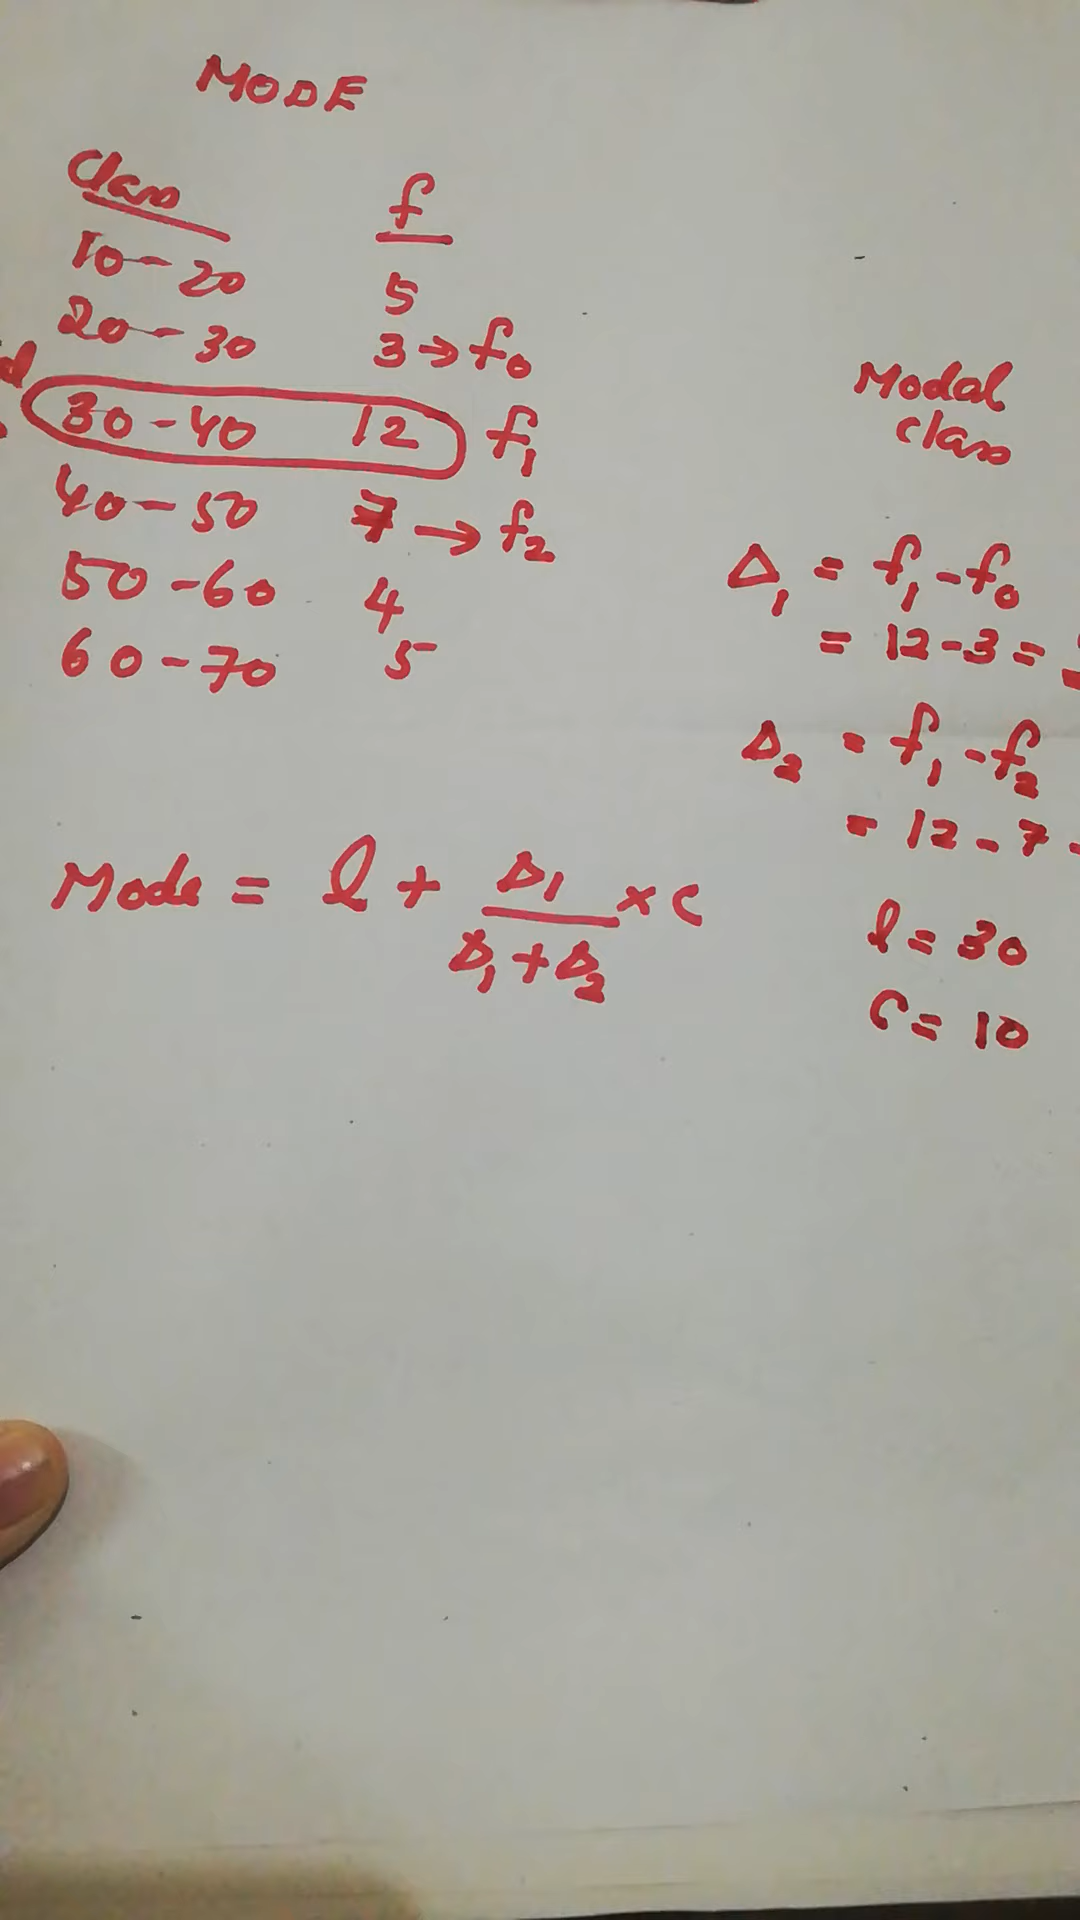 MODE
Class f
10-20 5
20-30 3→f₀
30-40 12 f₁
40-50 7→f₂
50-60 4
60-70 5
Modal
class
Δ₁ = f₁-f₀
= 12-3=
Δ₂ = f₁-f₂
= 12-7
Mode = l + Δ₁/Δ₁+Δ₂ × C
l = 30
C = 10